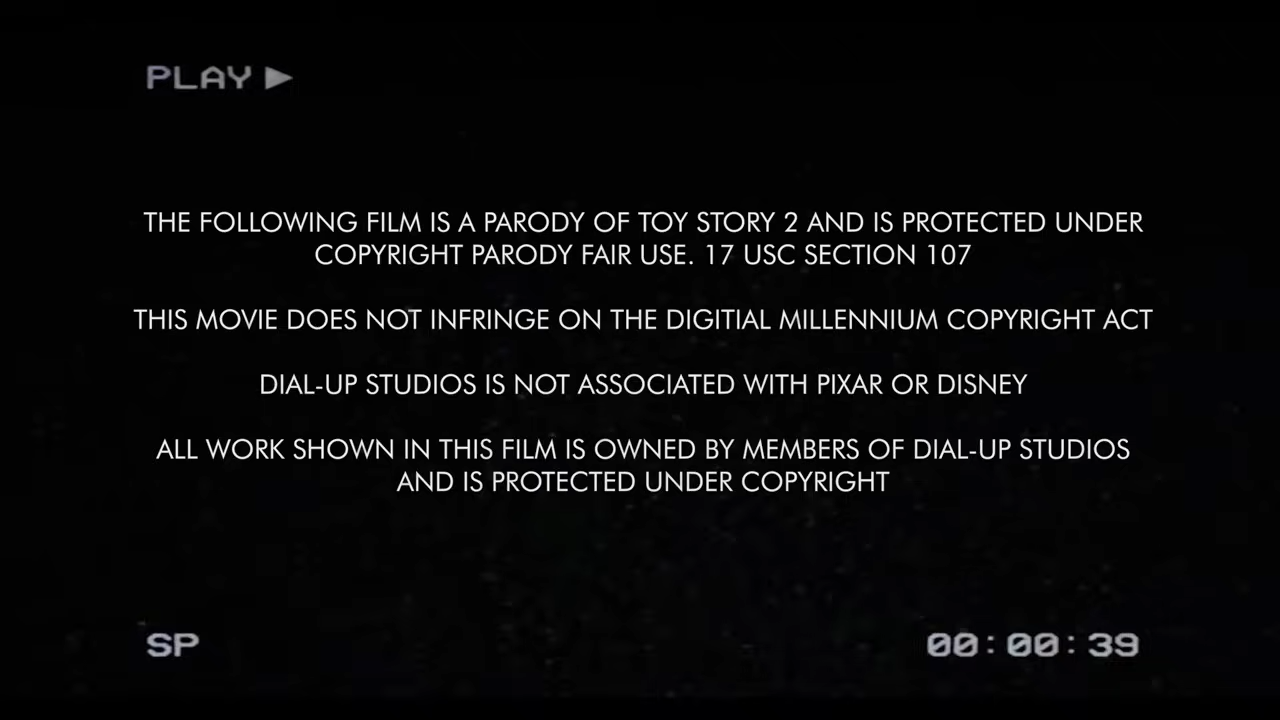 PLAY ▶
THE FOLLOWING FILM IS A PARODY OF TOY STORY 2 AND IS PROTECTED UNDER
COPYRIGHT PARODY FAIR USE. 17 USC SECTION 107
THIS MOVIE DOES NOT INFRINGE ON THE DIGITIAL MILLENNIUM COPYRIGHT ACT
DIAL-UP STUDIOS IS NOT ASSOCIATED WITH PIXAR OR DISNEY
ALL WORK SHOWN IN THIS FILM IS OWNED BY MEMBERS OF DIAL-UP STUDIOS
AND IS PROTECTED UNDER COPYRIGHT
SP
00:00:39